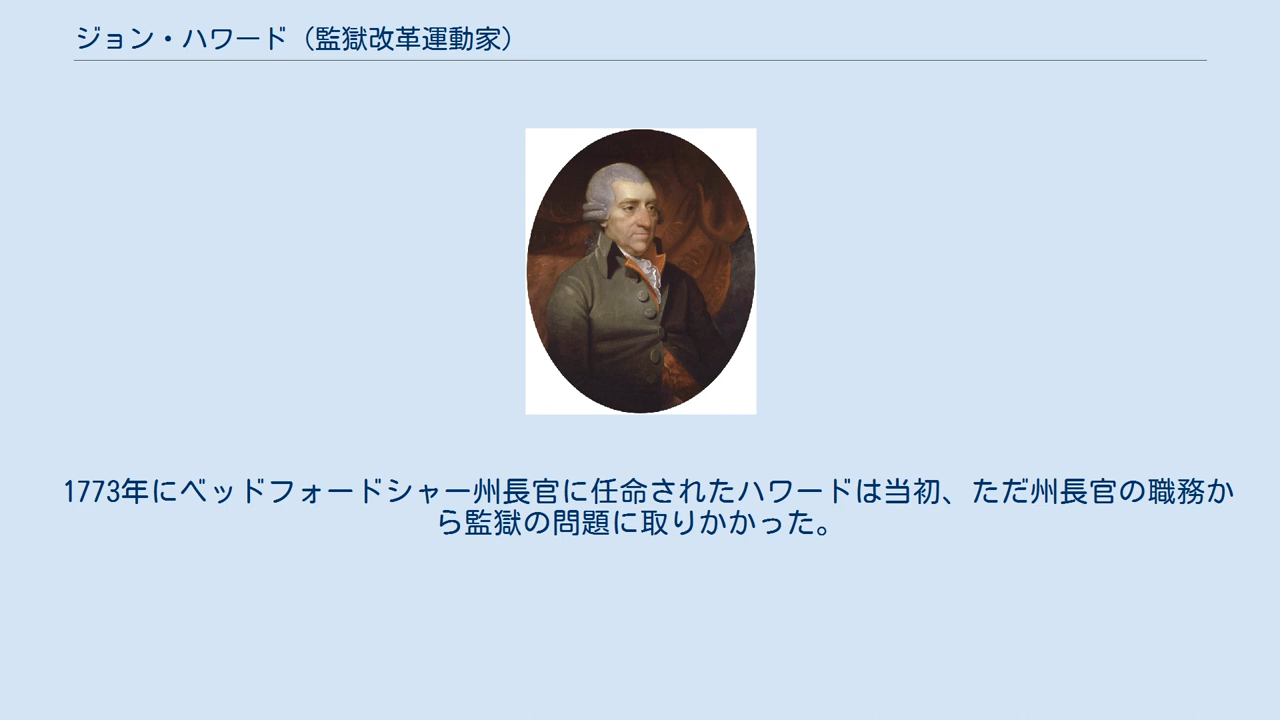 ジョン・ハワード（監獄改革運動家）
1773年にベッドフォードシャー州長官に任命されたハワードは当初、ただ州長官の職務か
ら監獄の問題に取りかかった。